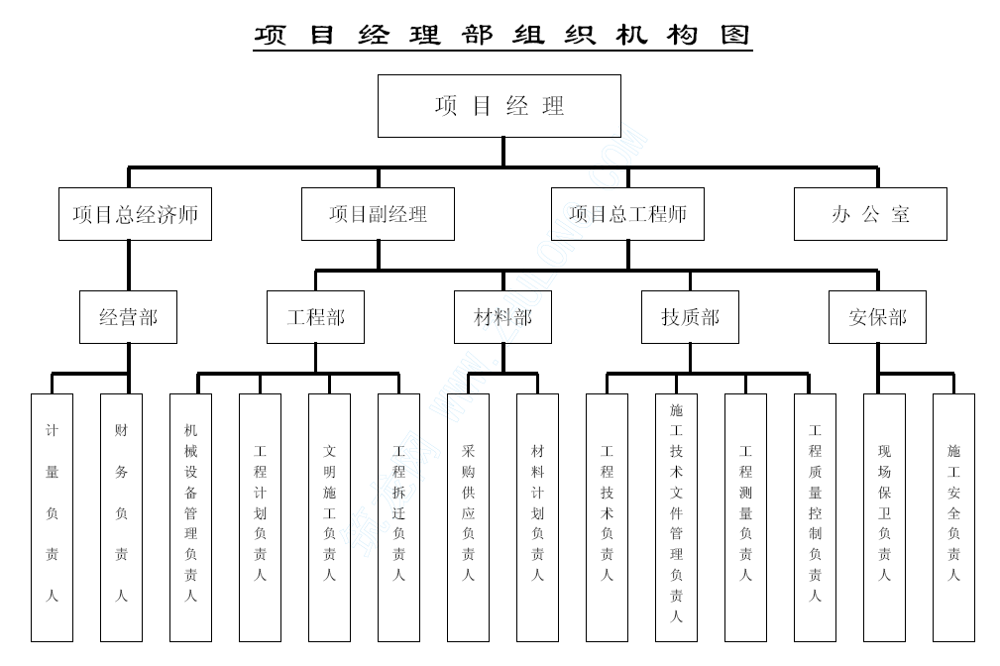 项目经理部组织机构图
项目经理
项目总经济师
项目副经理
项目总工程师
办公室
经营部
工程部
材料部
技质部
安保部
计量负责人
财务负责人
机械设备管理负责人
工程计划负责人
文明施工负责人
工程拆迁负责人
采购供应负责人
材料计划负责人
工程技术负责人
施工技术文件管理负责人
工程测量负责人
工程质量控制负责人
现场保卫负责人
施工安全负责人
筑龙网 WWW.ZHULONG.COM